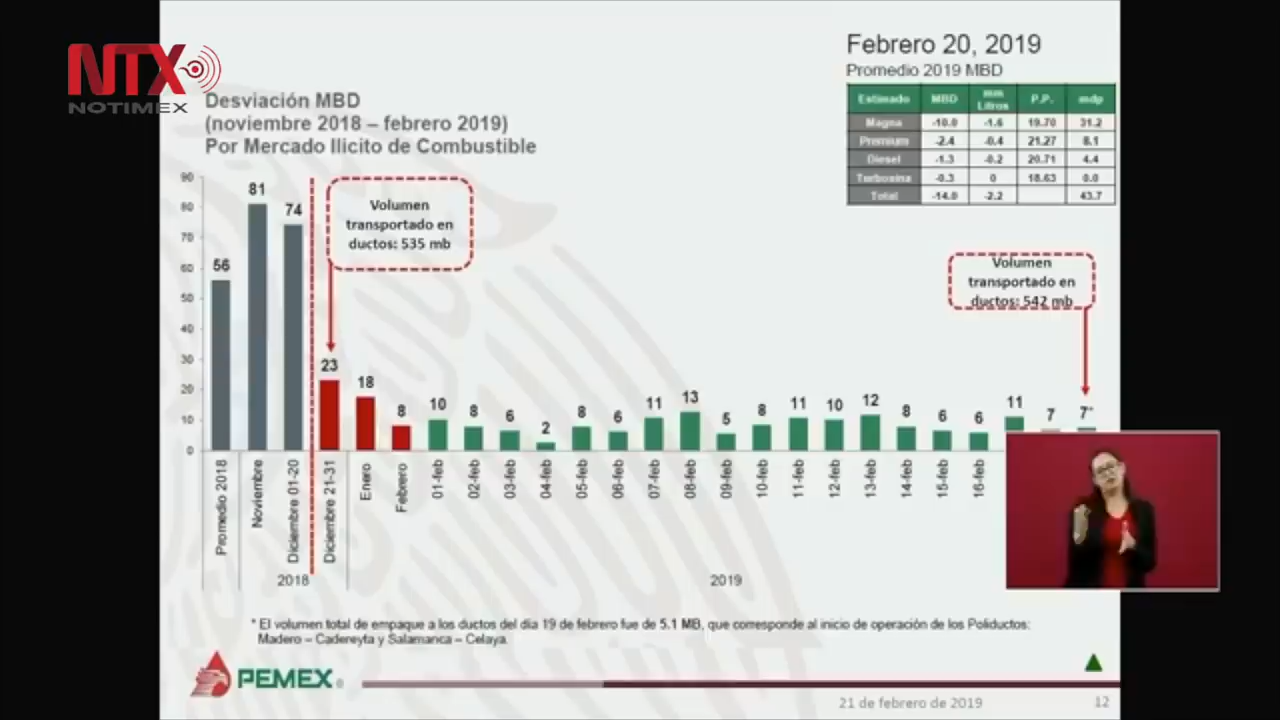 NTX
NOTIMEX
Febrero 20, 2019
Promedio 2019 MBD
Estimado MBD mm Litros P.P. mdp
Magna -10.0 -1.6 19.70 31.2
Premium -2.4 -0.4 21.27 8.1
Diesel -1.3 -0.2 20.71 4.4
Turbosina -0.3 0 18.63 0.0
Total -14.0 -2.2 43.7
Desviación MBD
(noviembre 2018 – febrero 2019)
Por Mercado Ilicito de Combustible
Volumen
transportado en
ductos: 535 mb
Volumen
transportado en
ductos: 542 mb
90
80
70
60
50
40
30
20
10
0
56 81 74 23 18 8 10 8 6 2 8 6 11 13 5 8 11 10 12 8 6 6 11 7 7*
Promedio 2018
Noviembre
Diciembre 01-20
Diciembre 21-31
Enero
Febrero
01-feb
02-feb
03-feb
04-feb
05-feb
06-feb
07-feb
08-feb
09-feb
10-feb
11-feb
12-feb
13-feb
14-feb
15-feb
16-feb
2018
2019
* El volumen total de empaque a los ductos del día 19 de febrero fue de 5.1 MB, que corresponde al inicio de operación de los Poliductos:
Madero – Cadereyta y Salamanca – Celaya.
PEMEX®
21 de febrero de 2019
12